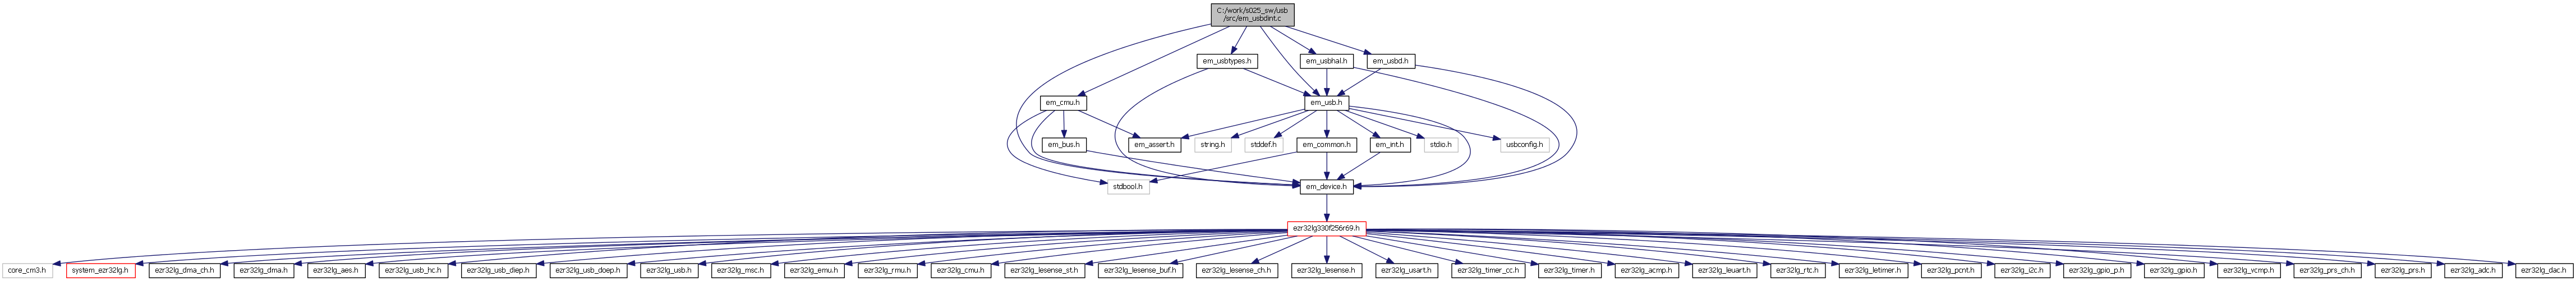 C:/work/s025_sw/usb
/src/em_usbdint.c
em_usbtypes.h
em_usbhal.h
em_usbd.h
em_cmu.h
em_usb.h
em_bus.h
em_assert.h
string.h
stddef.h
em_common.h
em_int.h
stdio.h
usbconfig.h
stdbool.h
em_device.h
ezr32lg330f256r69.h
core_cm3.h
system_ezr32lg.h
ezr32lg_dma_ch.h
ezr32lg_dma.h
ezr32lg_aes.h
ezr32lg_usb_hc.h
ezr32lg_usb_diep.h
ezr32lg_usb_doep.h
ezr32lg_usb.h
ezr32lg_msc.h
ezr32lg_emu.h
ezr32lg_rmu.h
ezr32lg_cmu.h
ezr32lg_lesense_st.h
ezr32lg_lesense_buf.h
ezr32lg_lesense_ch.h
ezr32lg_lesense.h
ezr32lg_usart.h
ezr32lg_timer_cc.h
ezr32lg_timer.h
ezr32lg_acmp.h
ezr32lg_leuart.h
ezr32lg_rtc.h
ezr32lg_letimer.h
ezr32lg_pcnt.h
ezr32lg_i2c.h
ezr32lg_gpio_p.h
ezr32lg_gpio.h
ezr32lg_vcmp.h
ezr32lg_prs_ch.h
ezr32lg_prs.h
ezr32lg_adc.h
ezr32lg_dac.h